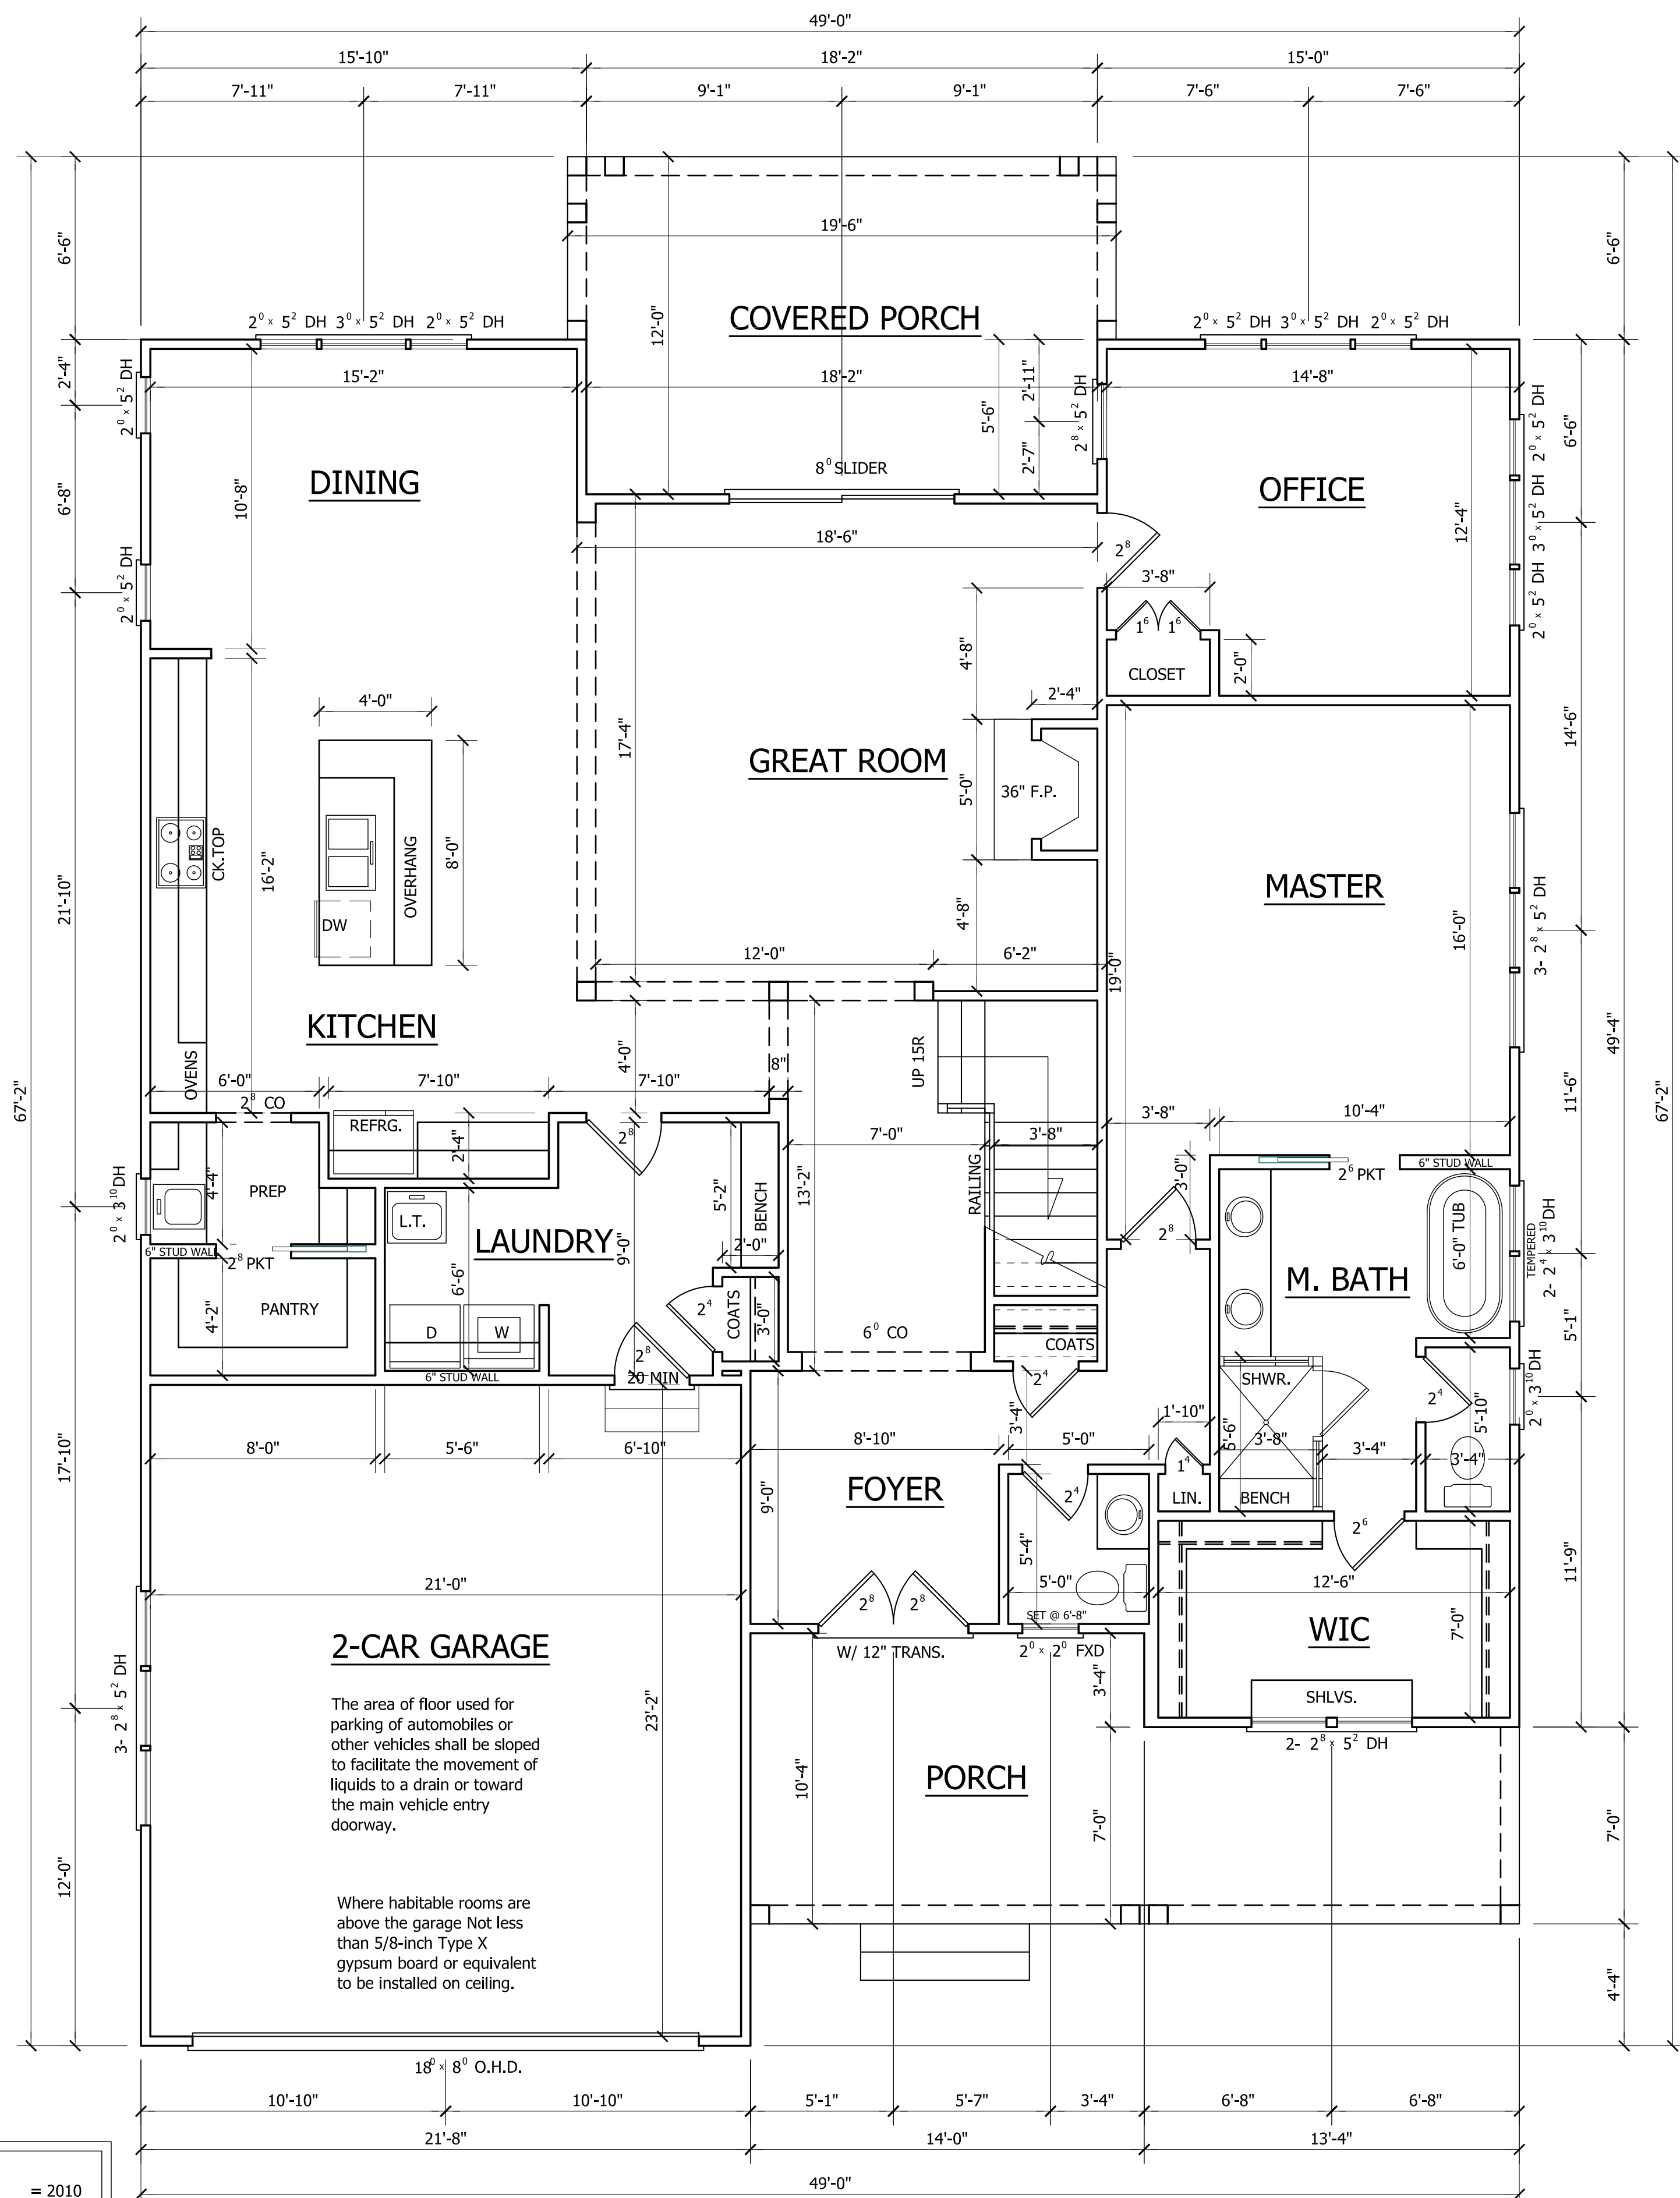 49'-0"
15'-10" 18'-2" 15'-0"
7'-11" 7'-11" 9'-1" 9'-1" 7'-6" 7'-6"
6'-6"
6'-6"
19'-6"
12'-0"
COVERED PORCH
2⁰ x 5² DH 3⁰ x 5² DH 2⁰ x 5² DH
2⁰ x 5² DH 3⁰ x 5² DH 2⁰ x 5² DH
2'-4"
2⁰ x 5² DH
15'-2" 18'-2" 14'-8"
5'-6"
2'-11"
2'-7"
2⁸ x 5² DH
6'-8"
10'-8"
DINING
8⁰ SLIDER
OFFICE
12'-4"
2⁰ x 5² DH 3⁰ x 5² DH 2⁰ x 5² DH
6'-6"
2⁰ x 5² DH
18'-6"
2⁸
3'-8"
1⁶ 1⁶
CLOSET
2'-0"
4'-8"
2'-4"
4'-0"
17'-4"
14'-6"
GREAT ROOM
5'-0"
36" F.P.
CK.TOP
16'-2"
OVERHANG
8'-0"
DW
21'-10"
MASTER
16'-0"
3- 2⁸ x 5² DH
4'-8"
12'-0" 6'-2"
19'-0"
KITCHEN
OVENS
4'-0"
8"
UP 15R
49'-4"
67'-2"
67'-2"
6'-0" 7'-10" 7'-10"
2⁸ CO
REFRG.
2'-4"
2⁸
7'-0"
3'-8"
3'-8" 10'-4"
11'-6"
3'-0"
2⁶ PKT
6" STUD WALL
2⁰ x 3¹⁰ DH
4'-4"
PREP
L.T.
LAUNDRY
9'-0"
5'-2"
BENCH
2'-0"
13'-2"
RAILING
2⁸
6'-0" TUB
TEMPERED
2- 2⁴ x 3¹⁰ DH
6" STUD WALL
2⁸ PKT
6'-6"
M. BATH
PANTRY
4'-2"
D W
2⁴
COATS
3'-0"
6⁰ CO
COATS
5'-1"
2⁸
20 MIN
6" STUD WALL
2⁴
SHWR.
2⁴
5'-10"
2⁰ x 3¹⁰ DH
8'-0" 5'-6" 6'-10"
8'-10"
3'-4"
5'-0"
1'-10"
5'-6"
3'-8"
3'-4"
3'-4"
17'-10"
1⁴
LIN.
BENCH
FOYER
9'-0"
2⁴
5'-4"
2⁶
11'-9"
21'-0"
2⁸ 2⁸
5'-0"
12'-6"
SET @ 6'-8"
2-CAR GARAGE
W/ 12" TRANS.
2⁰ x 2⁰ FXD
WIC
7'-0"
3'-4"
SHLVS.
2- 2⁸ x 5² DH
3- 2⁸ x 5² DH
The area of floor used for
parking of automobiles or
other vehicles shall be sloped
to facilitate the movement of
liquids to a drain or toward
the main vehicle entry
doorway.
23'-2"
10'-4"
PORCH
7'-0"
7'-0"
12'-0"
Where habitable rooms are
above the garage Not less
than 5/8-inch Type X
gypsum board or equivalent
to be installed on ceiling.
4'-4"
18⁰ x 8⁰ O.H.D.
10'-10" 10'-10" 5'-1" 5'-7" 3'-4" 6'-8" 6'-8"
21'-8" 14'-0" 13'-4"
49'-0"
= 2010